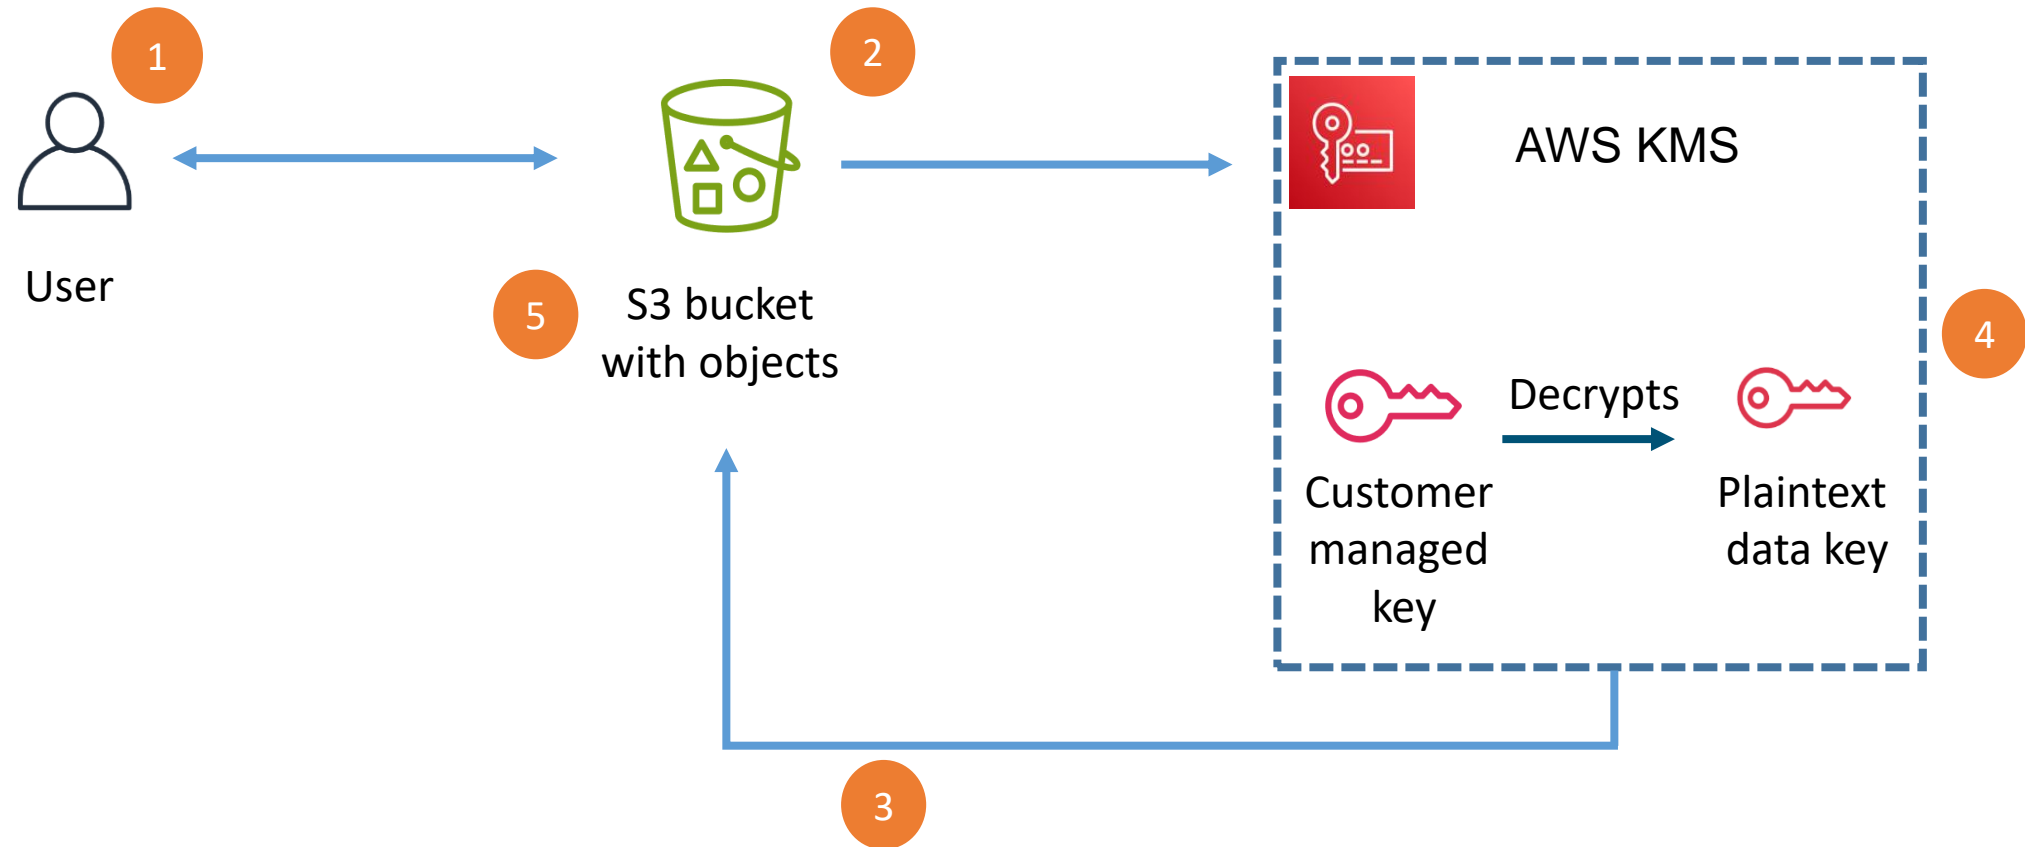 1
2
AWS KMS
User
5
S3 bucket
with objects
4
Decrypts
Customer
managed
key
Plaintext
data key
3